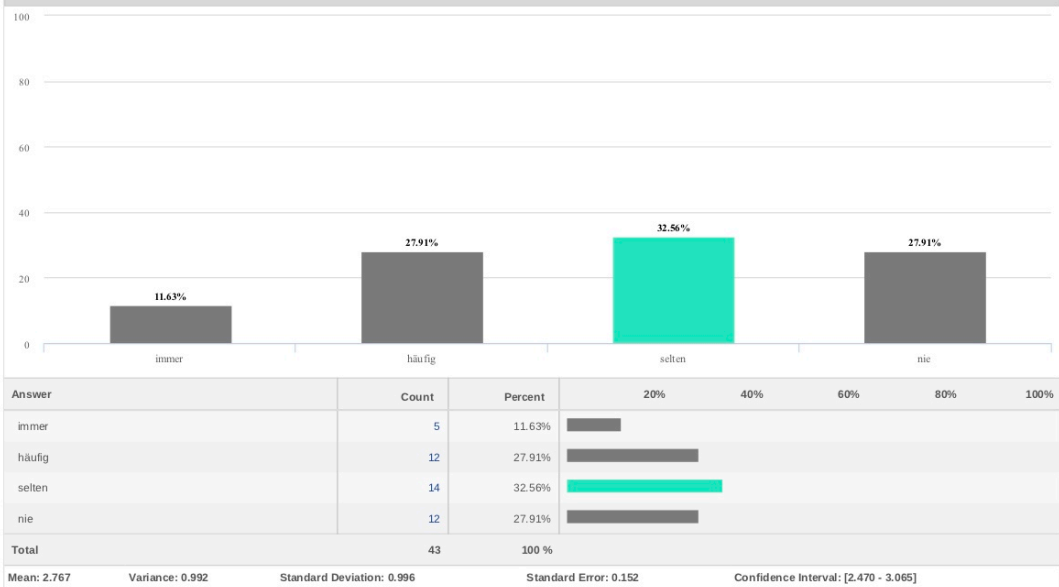 100
80
60
40
32.56%
27.91% 27.91%
20
11.63%
0
immer häufig selten nie
Answer Count Percent 20% 40% 60% 80% 100%
immer 5 11.63%
häufig 12 27.91%
selten 14 32.56%
nie 12 27.91%
Total 43 100 %
Mean: 2.767 Variance: 0.992 Standard Deviation: 0.996 Standard Error: 0.152 Confidence Interval: [2.470 - 3.065]